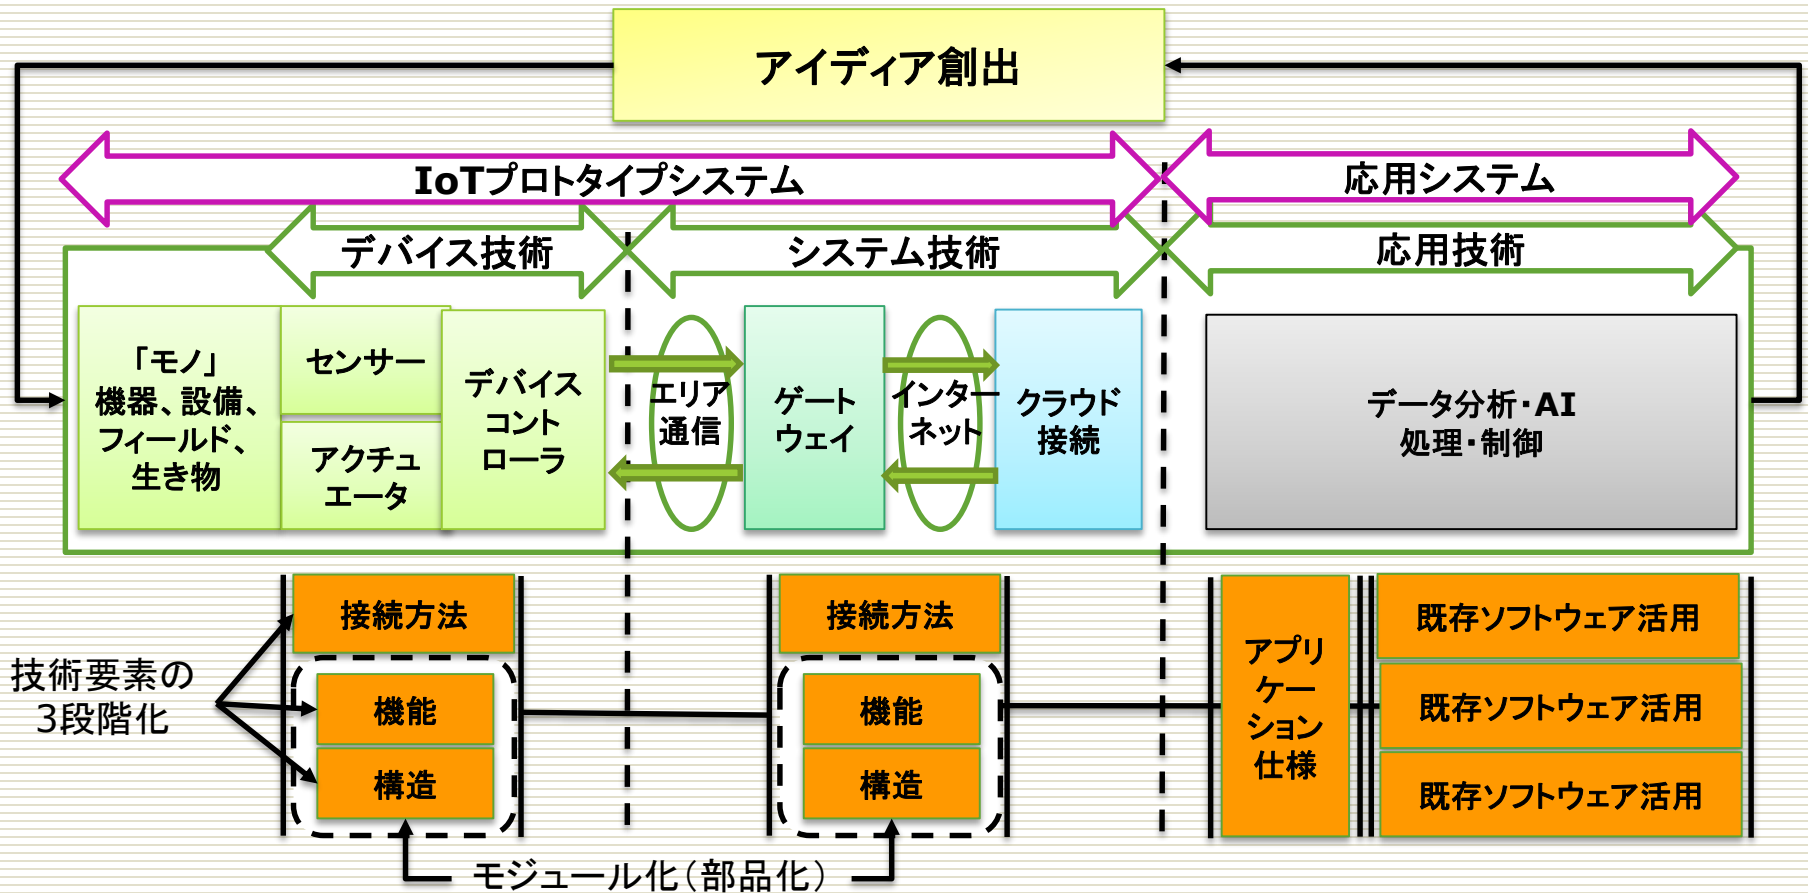 アイディア創出
IoTプロトタイプシステム
応用システム
デバイス技術
システム技術
応用技術
「モノ」
機器、設備、
フィールド、
生き物
センサー
アクチュ
エータ
デバイス
コント
ローラ
エリア
通信
ゲート
ウェイ
インター
ネット
クラウド
接続
データ分析・AI
処理・制御
技術要素の
3段階化
接続方法
機能
構造
接続方法
機能
構造
アプリ
ケー
ション
仕様
既存ソフトウェア活用
既存ソフトウェア活用
既存ソフトウェア活用
モジュール化(部品化)